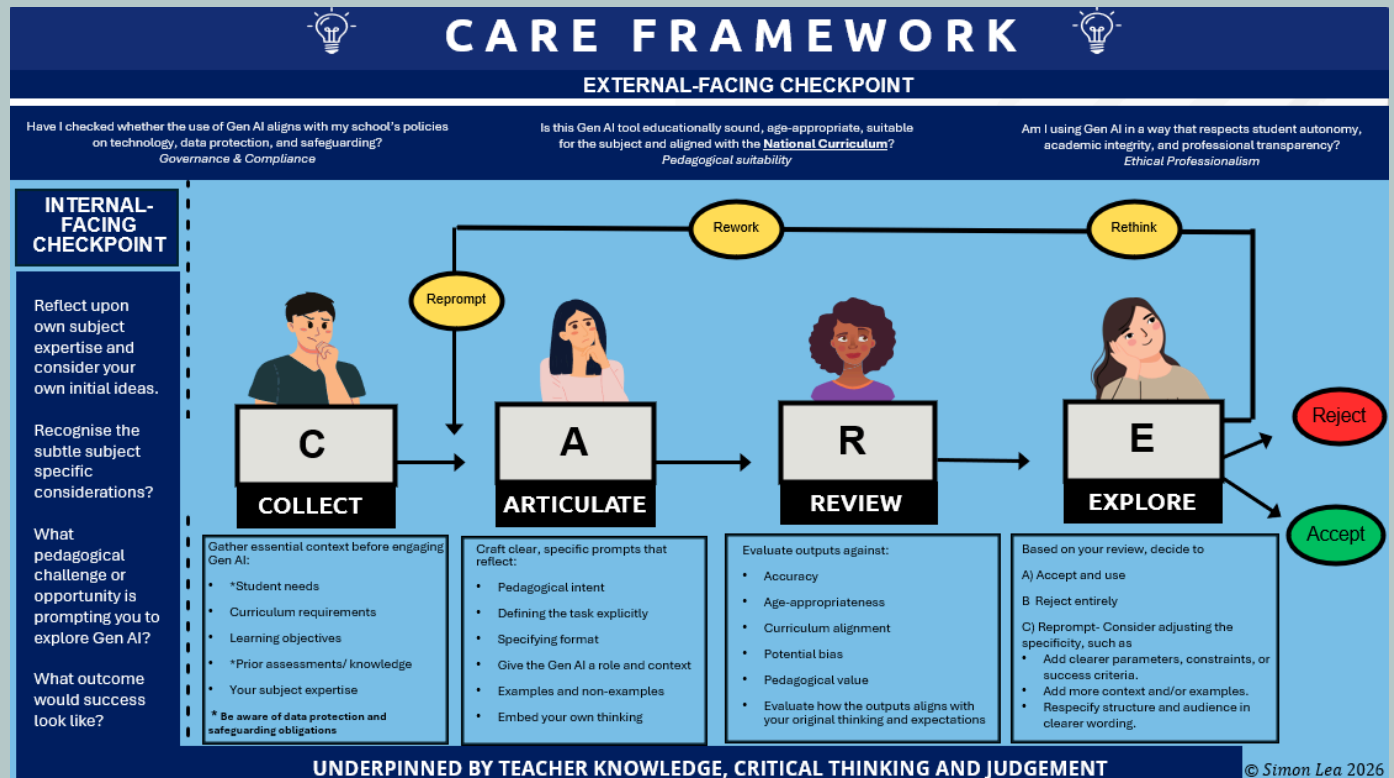 CARE FRAMEWORK
EXTERNAL-FACING CHECKPOINT
Have I checked whether the use of Gen AI aligns with my school's policies
on technology, data protection, and safeguarding?
Governance & Compliance
Is this Gen AI tool educationally sound, age-appropriate, suitable
for the subject and aligned with the National Curriculum?
Pedagogical suitability
Am I using Gen AI in a way that respects student autonomy,
academic integrity, and professional transparency?
Ethical Professionalism
INTERNAL-
FACING
CHECKPOINT
Reflect upon
own subject
expertise and
consider your
own initial ideas.
Recognise the
subtle subject
specific
considerations?
What
pedagogical
challenge or
opportunity is
prompting you to
explore Gen AI?
What outcome
would success
look like?
Rework
Rethink
Reprompt
C
COLLECT
A
ARTICULATE
R
REVIEW
E
EXPLORE
Reject
Accept
Gather essential context before engaging
Gen AI:
• *Student needs
• Curriculum requirements
• Learning objectives
• *Prior assessments/ knowledge
• Your subject expertise
* Be aware of data protection and
safeguarding obligations
Craft clear, specific prompts that
reflect:
• Pedagogical intent
• Defining the task explicitly
• Specifying format
• Give the Gen AI a role and context
• Examples and non-examples
• Embed your own thinking
Evaluate outputs against:
• Accuracy
• Age-appropriateness
• Curriculum alignment
• Potential bias
• Pedagogical value
• Evaluate how the outputs aligns with
your original thinking and expectations
Based on your review, decide to
A) Accept and use
B Reject entirely
C) Reprompt- Consider adjusting the
specificity, such as
• Add clearer parameters, constraints, or
success criteria.
• Add more context and/or examples.
• Respecify structure and audience in
clearer wording.
UNDERPINNED BY TEACHER KNOWLEDGE, CRITICAL THINKING AND JUDGEMENT
© Simon Lea 2026